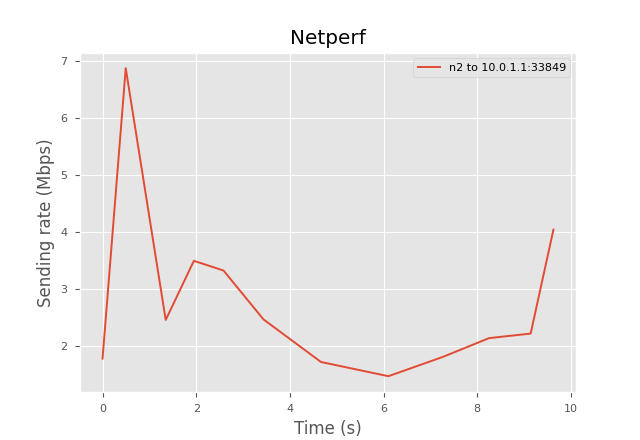 Netperf
n2 to 10.0.1.1:33849
Sending rate (Mbps)
7
6
5
4
3
2
0 2 4 6 8 10
Time (s)